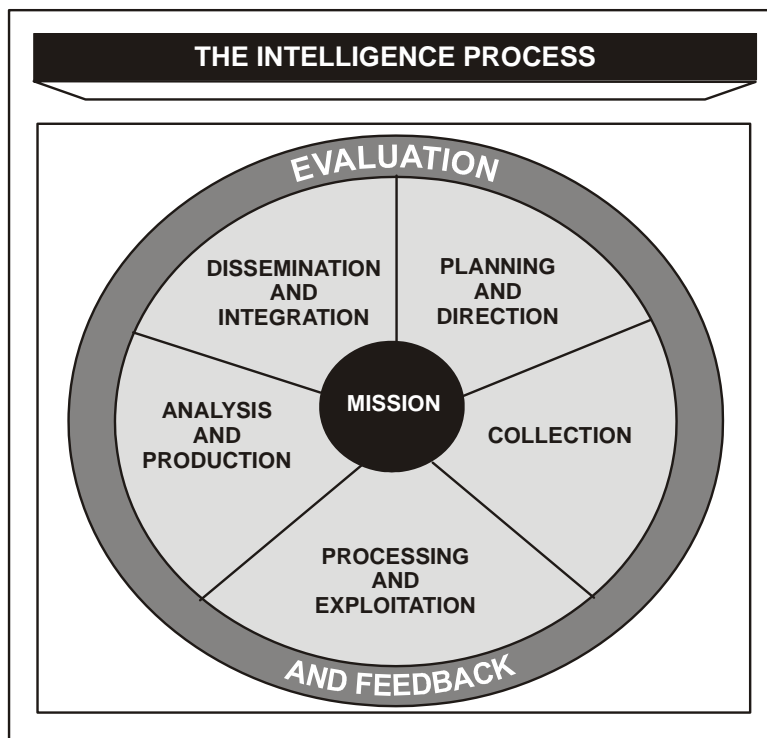 THE INTELLIGENCE PROCESS
EVALUATION
DISSEMINATION
AND
INTEGRATION
PLANNING
AND
DIRECTION
MISSION
ANALYSIS
AND
PRODUCTION
COLLECTION
PROCESSING
AND
EXPLOITATION
AND FEEDBACK